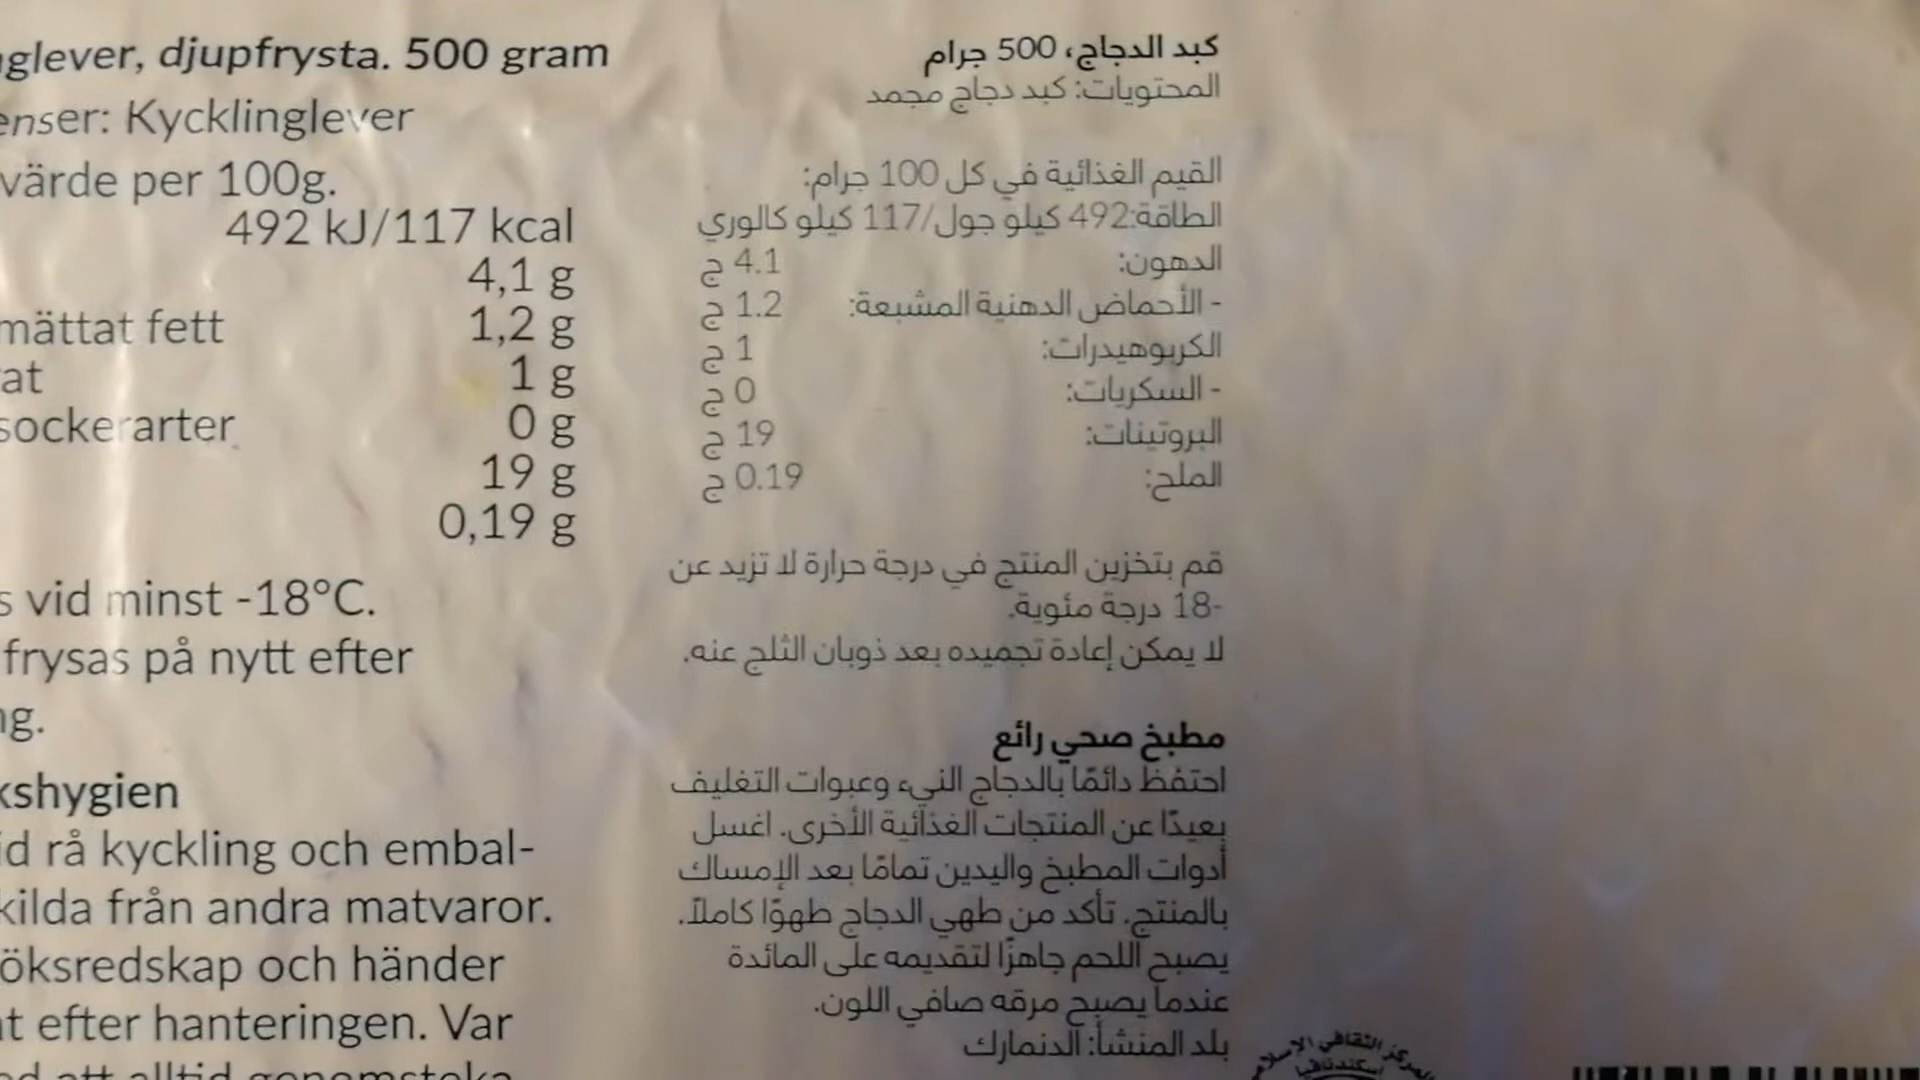 glever, djupfrysta. 500 gram
enser: Kycklinglever
värde per 100g.
492 kJ/117 kcal
4,1 g
mättat fett 1,2 g
rat 1 g
sockerarter 0 g
19 g
0,19 g
s vid minst -18°C.
frysas på nytt efter
ng.
kshygien
id rå kyckling och embal-
kilda från andra matvaror.
öksredskap och händer
nt efter hanteringen. Var
كبد الدجاج، 500 جرام
المحتويات: كبد دجاج مجمد
القيم الغذائية في كل 100 جرام:
الطاقة:492 كيلو جول/117 كيلو كالوري
الدهون: 4.1 ج
- الأحماض الدهنية المشبعة: 1.2 ج
الكربوهيدرات: 1 ج
- السكريات: 0 ج
البروتينات: 19 ج
الملح: 0.19 ج
قم بتخزين المنتج في درجة حرارة لا تزيد عن
-18 درجة مئوية.
لا يمكن إعادة تجميده بعد ذوبان الثلج عنه.
مطبخ صحي رائع
احتفظ دائمًا بالدجاج النيء وعبوات التغليف
بعيدًا عن المنتجات الغذائية الأخرى. اغسل
أدوات المطبخ واليدين تمامًا بعد الإمساك
بالمنتج. تأكد من طهي الدجاج طهوًا كاملاً.
يصبح اللحم جاهزًا لتقديمه على المائدة
عندما يصبح مرقه صافي اللون.
بلد المنشأ: الدنمارك
المركز الثقافي